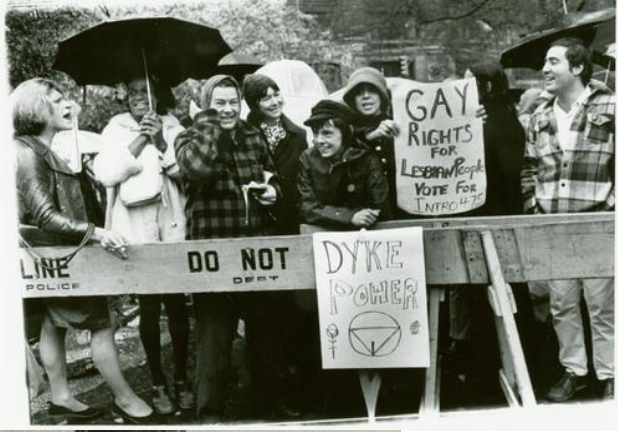 GAY
RIGHTS
FOR
LESBIAN People
VOTE FOR
INTRO 475
LINE
POLICE
DO NOT
DEPT
DYKE
POWER